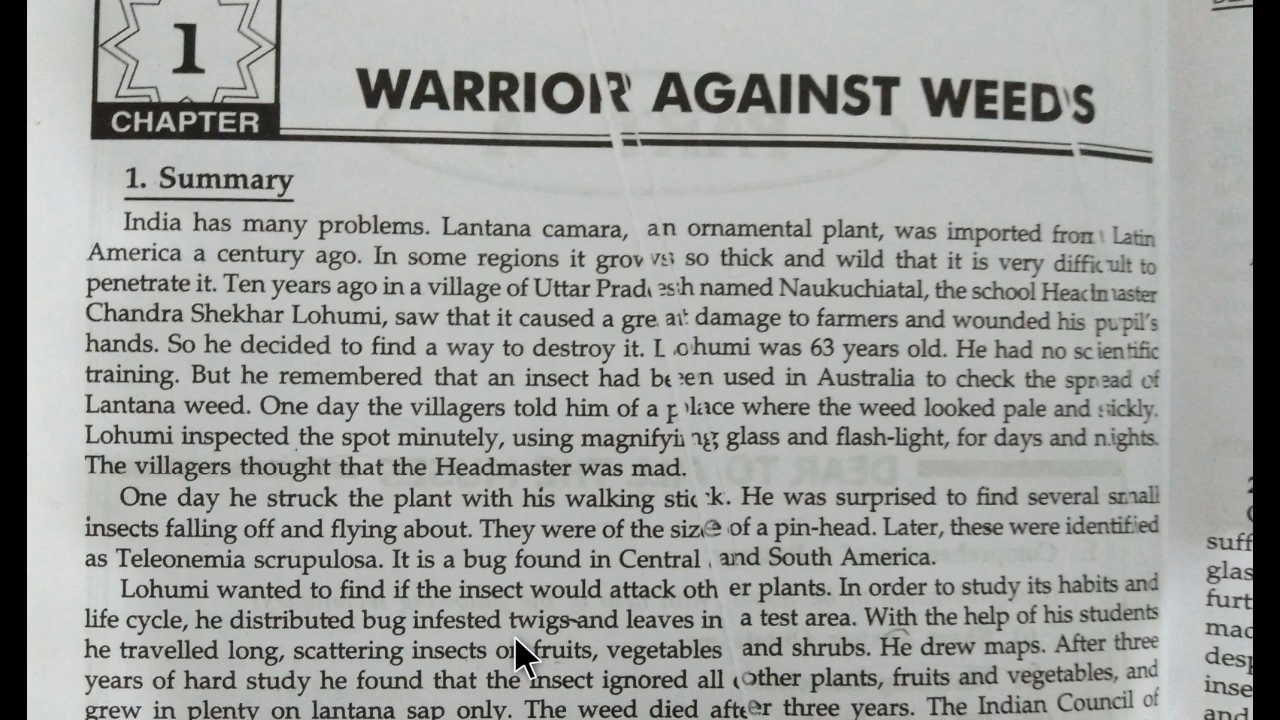 1
CHAPTER
WARRIOR AGAINST WEEDS
1. Summary
India has many problems. Lantana camara, an ornamental plant, was imported from Latin
America a century ago. In some regions it grows so thick and wild that it is very difficult to
penetrate it. Ten years ago in a village of Uttar Pradesh named Naukuchiatal, the school Headmaster
Chandra Shekhar Lohumi, saw that it caused a great damage to farmers and wounded his pupil's
hands. So he decided to find a way to destroy it. Lohumi was 63 years old. He had no scientific
training. But he remembered that an insect had been used in Australia to check the spread of
Lantana weed. One day the villagers told him of a place where the weed looked pale and sickly.
Lohumi inspected the spot minutely, using magnifying glass and flash-light, for days and nights.
The villagers thought that the Headmaster was mad.
One day he struck the plant with his walking stick. He was surprised to find several small
insects falling off and flying about. They were of the size of a pin-head. Later, these were identified
as Teleonemia scrupulosa. It is a bug found in Central and South America.
Lohumi wanted to find if the insect would attack other plants. In order to study its habits and
life cycle, he distributed bug infested twigs and leaves in a test area. With the help of his students
he travelled long, scattering insects on fruits, vegetables and shrubs. He drew maps. After three
years of hard study he found that the insect ignored all other plants, fruits and vegetables, and
grew in plenty on lantana sap only. The weed died after three years. The Indian Council of
suff
glas
furt
mad
desp
inse
and